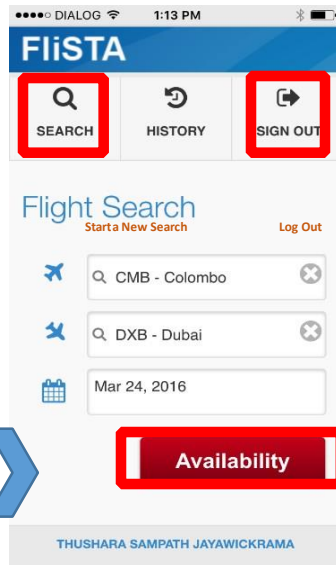 DIALOG 1:13 PM
FliSTA
SEARCH HISTORY SIGN OUT
Flight Search
Start a New Search Log Out
CMB - Colombo
DXB - Dubai
Mar 24, 2016
Availability
THUSHARA SAMPATH JAYAWICKRAMA